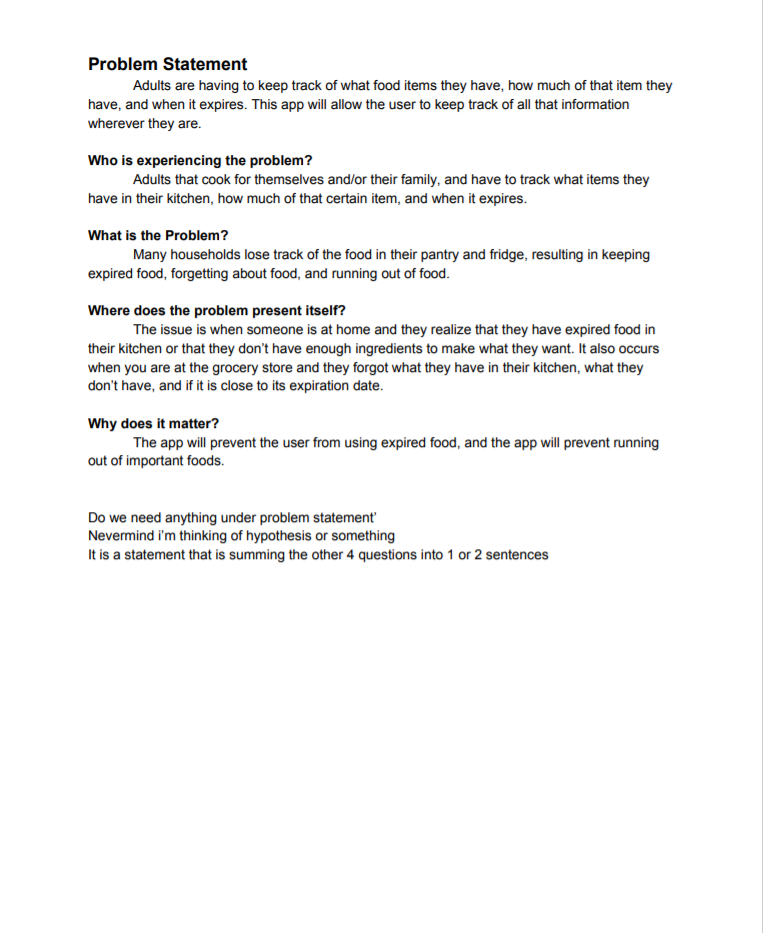 Problem Statement
Adults are having to keep track of what food items they have, how much of that item they
have, and when it expires. This app will allow the user to keep track of all that information
wherever they are.
Who is experiencing the problem?
Adults that cook for themselves and/or their family, and have to track what items they
have in their kitchen, how much of that certain item, and when it expires.
What is the Problem?
Many households lose track of the food in their pantry and fridge, resulting in keeping
expired food, forgetting about food, and running out of food.
Where does the problem present itself?
The issue is when someone is at home and they realize that they have expired food in
their kitchen or that they don’t have enough ingredients to make what they want. It also occurs
when you are at the grocery store and they forgot what they have in their kitchen, what they
don’t have, and if it is close to its expiration date.
Why does it matter?
The app will prevent the user from using expired food, and the app will prevent running
out of important foods.
Do we need anything under problem statement’
Nevermind i’m thinking of hypothesis or something
It is a statement that is summing the other 4 questions into 1 or 2 sentences